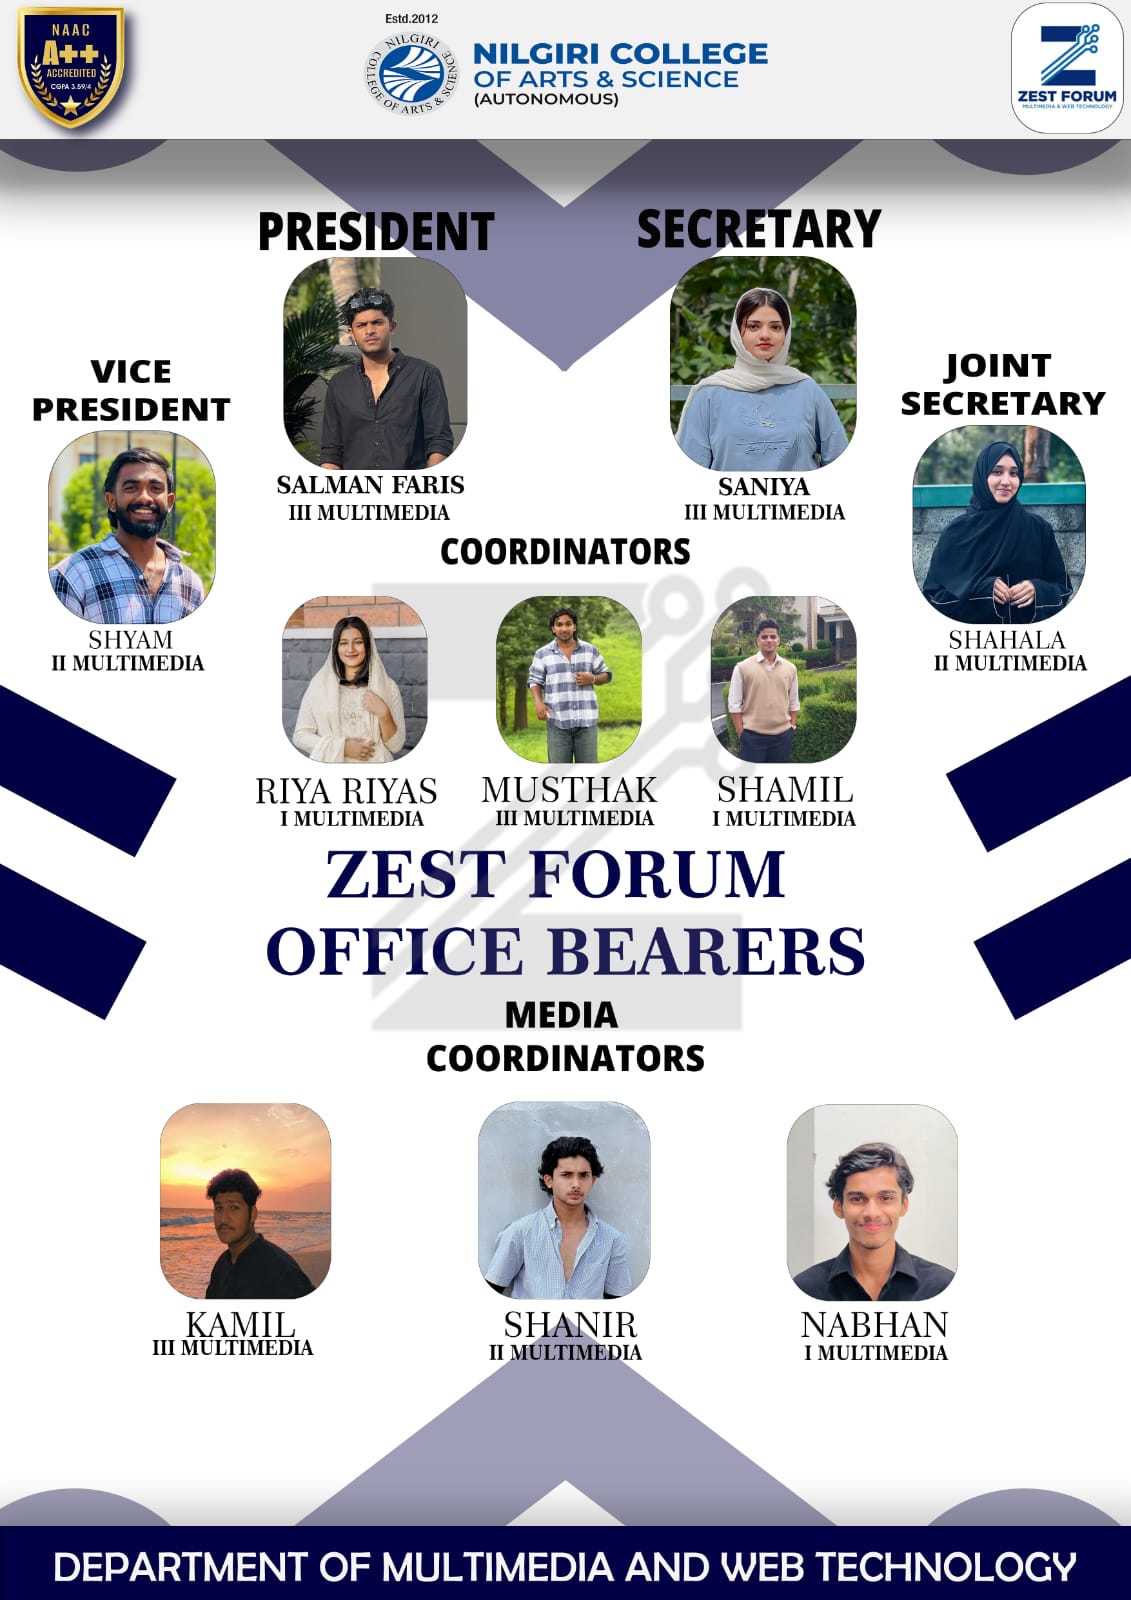 NAAC
A++
ACCREDITED
CGPA 3.59/4
Estd.2012
NILGIRI COLLEGE OF ARTS & SCIENCE
NILGIRI COLLEGE
OF ARTS & SCIENCE
(AUTONOMOUS)
ZEST FORUM
MULTIMEDIA & WEB TECHNOLOGY
PRESIDENT
SECRETARY
VICE
PRESIDENT
JOINT
SECRETARY
SALMAN FARIS
III MULTIMEDIA
SANIYA
III MULTIMEDIA
COORDINATORS
SHYAM
II MULTIMEDIA
SHAHALA
II MULTIMEDIA
RIYA RIYAS
I MULTIMEDIA
MUSTHAK
III MULTIMEDIA
SHAMIL
I MULTIMEDIA
ZEST FORUM
OFFICE BEARERS
MEDIA
COORDINATORS
KAMIL
III MULTIMEDIA
SHANIR
II MULTIMEDIA
NABHAN
I MULTIMEDIA
DEPARTMENT OF MULTIMEDIA AND WEB TECHNOLOGY